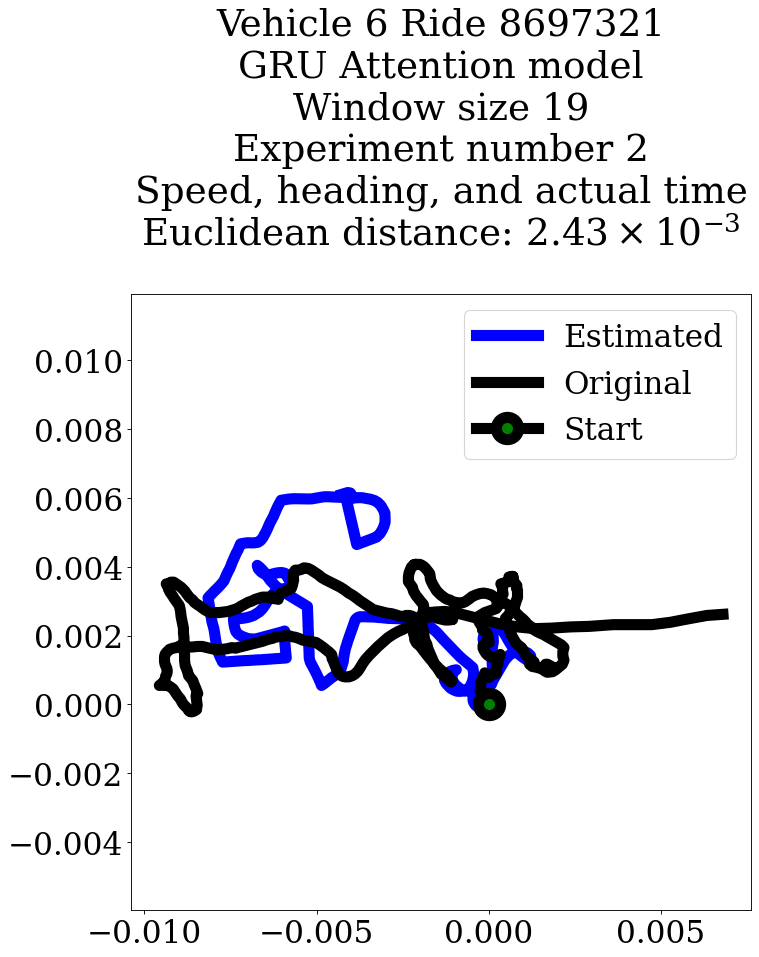 Vehicle 6 Ride 8697321
GRU Attention model
Window size 19
Experiment number 2
Speed, heading, and actual time
Euclidean distance: 2.43 × 10⁻³
Estimated
Original
Start
0.010
0.008
0.006
0.004
0.002
0.000
−0.002
−0.004
−0.010 −0.005 0.000 0.005